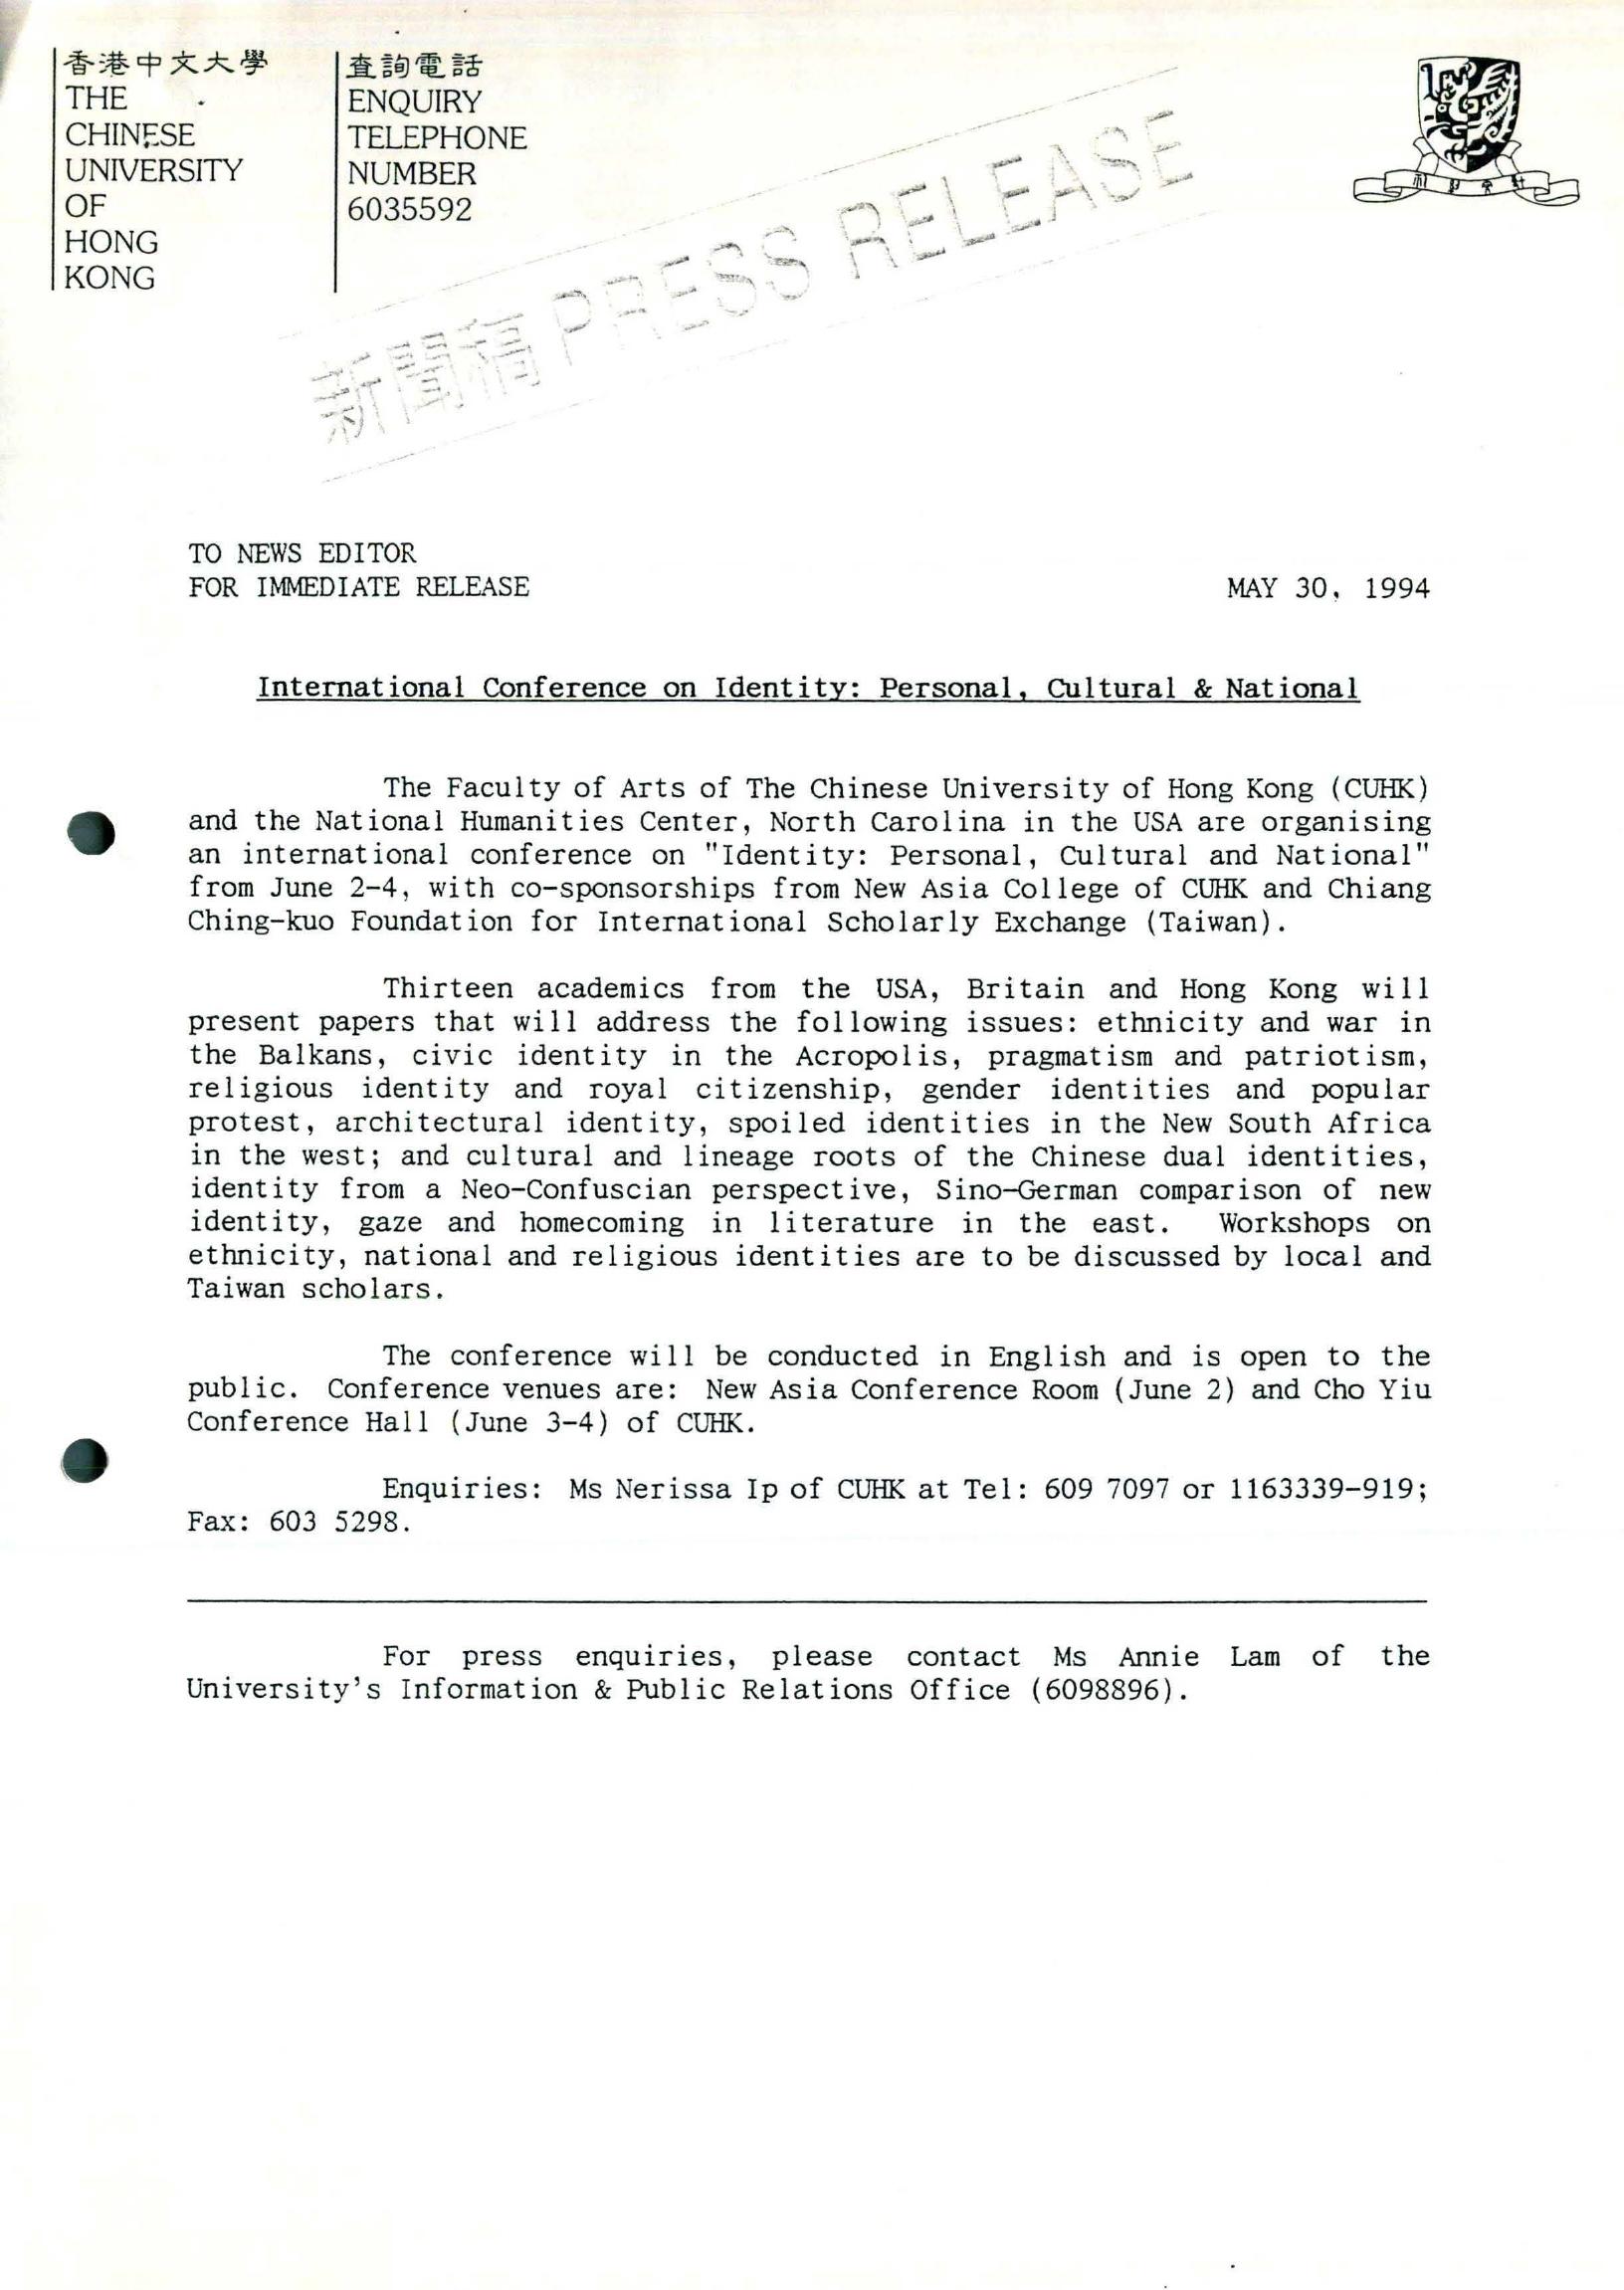 香港中文大學
THE
CHINESE
UNIVERSITY
OF
HONG
KONG
查詢電話
ENQUIRY
TELEPHONE
NUMBER
6035592
新聞稿 PRESS RELEASE
TO NEWS EDITOR
FOR IMMEDIATE RELEASE
MAY 30, 1994
International Conference on Identity: Personal, Cultural & National
The Faculty of Arts of The Chinese University of Hong Kong (CUHK)
and the National Humanities Center, North Carolina in the USA are organising
an international conference on "Identity: Personal, Cultural and National"
from June 2-4, with co-sponsorships from New Asia College of CUHK and Chiang
Ching-kuo Foundation for International Scholarly Exchange (Taiwan).
Thirteen academics from the USA, Britain and Hong Kong will
present papers that will address the following issues: ethnicity and war in
the Balkans, civic identity in the Acropolis, pragmatism and patriotism,
religious identity and royal citizenship, gender identities and popular
protest, architectural identity, spoiled identities in the New South Africa
in the west; and cultural and lineage roots of the Chinese dual identities,
identity from a Neo-Confuscian perspective, Sino-German comparison of new
identity, gaze and homecoming in literature in the east. Workshops on
ethnicity, national and religious identities are to be discussed by local and
Taiwan scholars.
The conference will be conducted in English and is open to the
public. Conference venues are: New Asia Conference Room (June 2) and Cho Yiu
Conference Hall (June 3-4) of CUHK.
Enquiries: Ms Nerissa Ip of CUHK at Tel: 609 7097 or 1163339-919;
Fax: 603 5298.
For press enquiries, please contact Ms Annie Lam of the
University's Information & Public Relations Office (6098896).